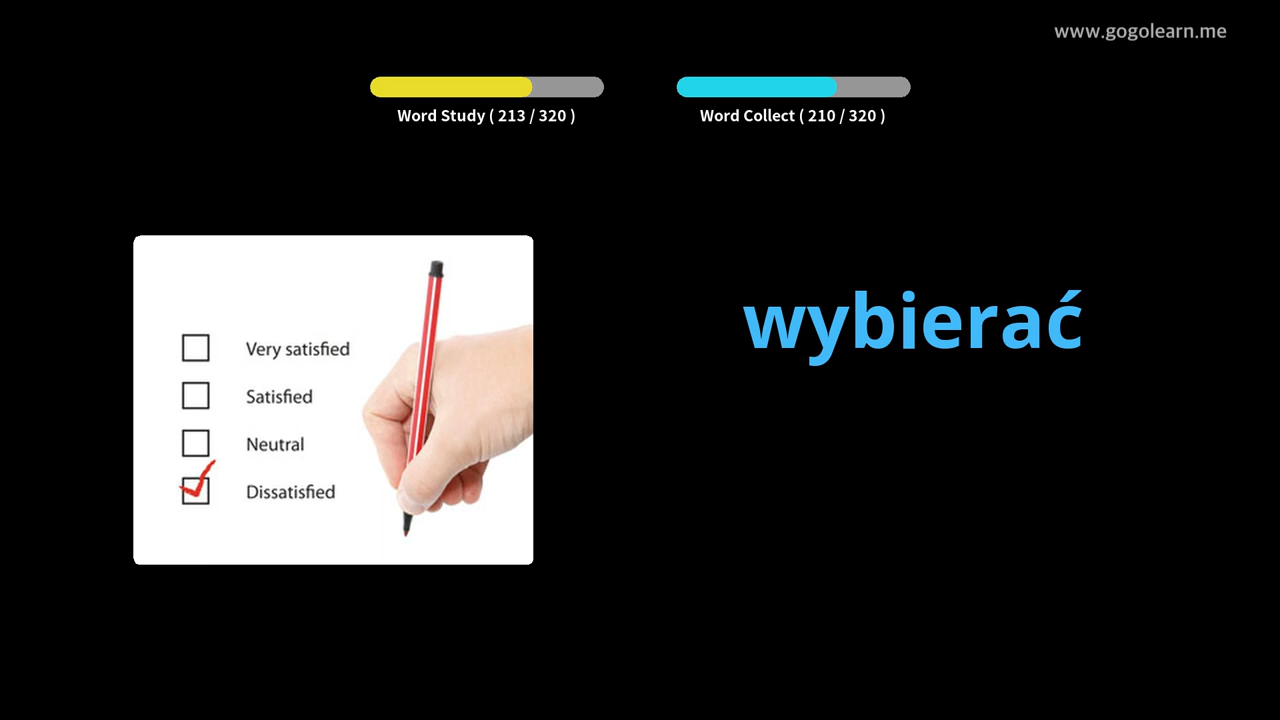 www.gogolearn.me
Word Study ( 213 / 320 )
Word Collect ( 210 / 320 )
wybierać
Very satisfied
Satisfied
Neutral
Dissatisfied